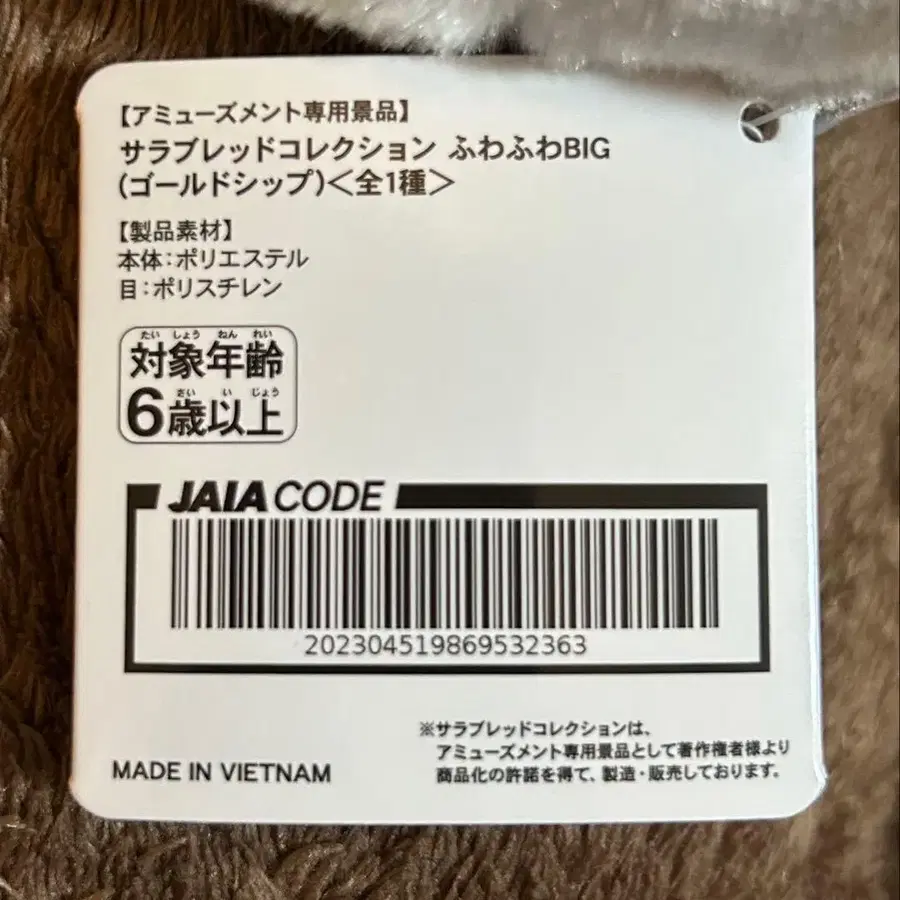 【アミューズメント専用景品】
サラブレッドコレクション ふわふわBIG
(ゴールドシップ)<全1種>
【製品素材】
本体:ポリエステル
目:ポリスチレン
たい しょう ねん れい
対象年齢
さい い じょう
6歳以上
JAIA CODE
202304519869532363
※サラブレッドコレクションは、
アミューズメント専用景品として著作権者様より
商品化の許諾を得て、製造・販売しております。
MADE IN VIETNAM